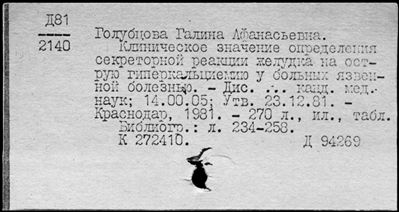 Д81
2140
Голубцова Галина Афанасьевна.
Клиническое значение определения
секреторной реакции желудка на ост-
рую гиперкальциемию у больных язвен-
ной болезнью. – Дис. ... канд. мед.
наук; 14.00.05; Утв. 23.12.81. –
Краснодар, 1981. – 270 л., ил., табл.
Библиогр.: л. 234-258.
К 272410. Д 94269